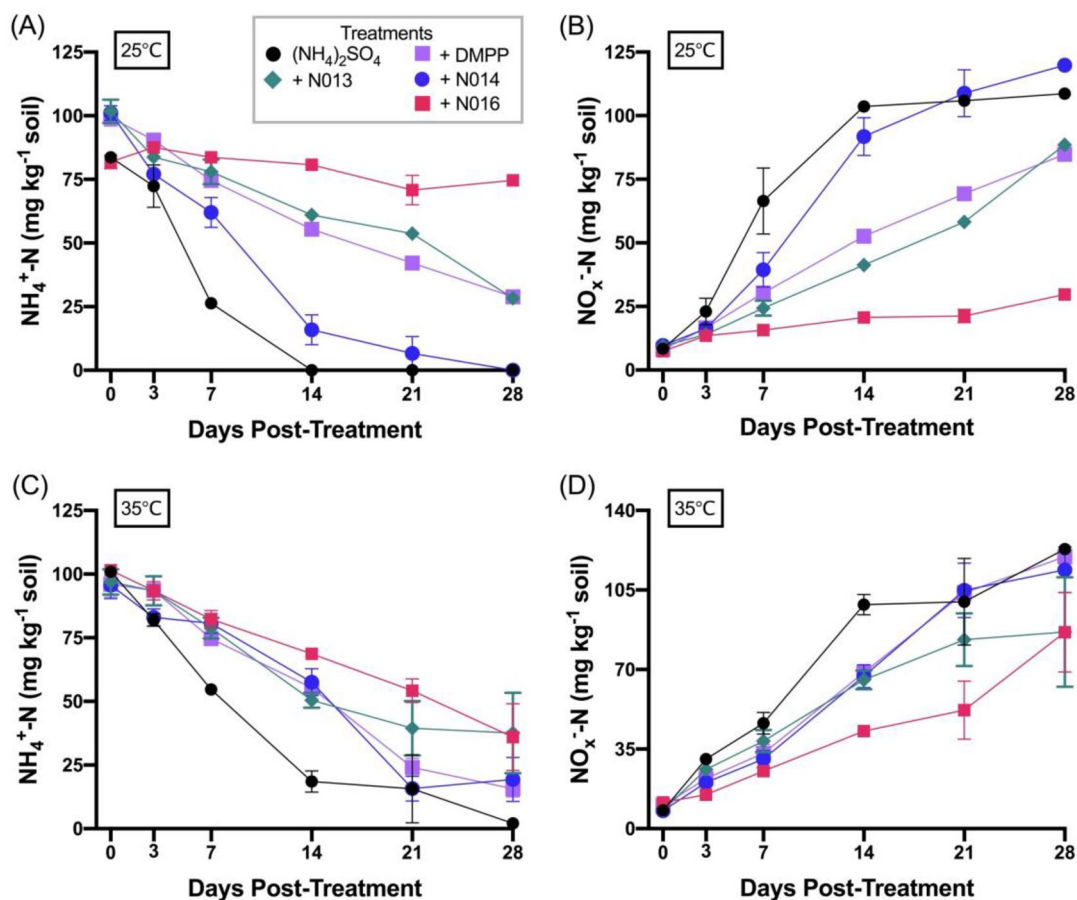 (A)
25°C
Treatments
(NH₄)₂SO₄
+ DMPP
+ N013
+ N014
+ N016
NH₄⁺-N (mg kg⁻¹ soil)
125
100
75
50
25
0
0 3 7 14 21 28
Days Post-Treatment
(B)
25°C
NOₓ⁻-N (mg kg⁻¹ soil)
125
100
75
50
25
0
0 3 7 14 21 28
Days Post-Treatment
(C)
35°C
NH₄⁺-N (mg kg⁻¹ soil)
125
100
75
50
25
0
0 3 7 14 21 28
Days Post-Treatment
(D)
35°C
NOₓ⁻-N (mg kg⁻¹ soil)
140
105
70
35
0
0 3 7 14 21 28
Days Post-Treatment